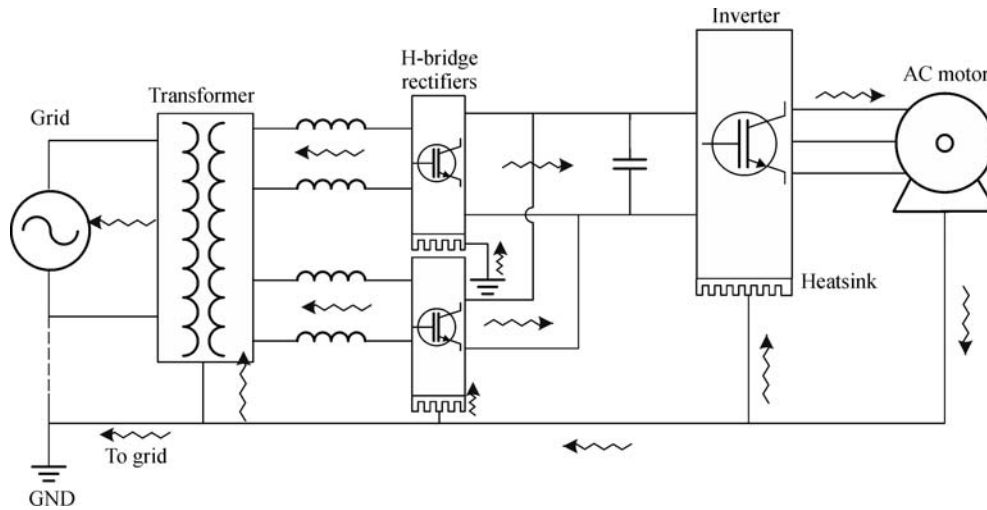 Inverter
H-bridge
rectifiers
AC motor
Transformer
Grid
Heatsink
To grid
GND